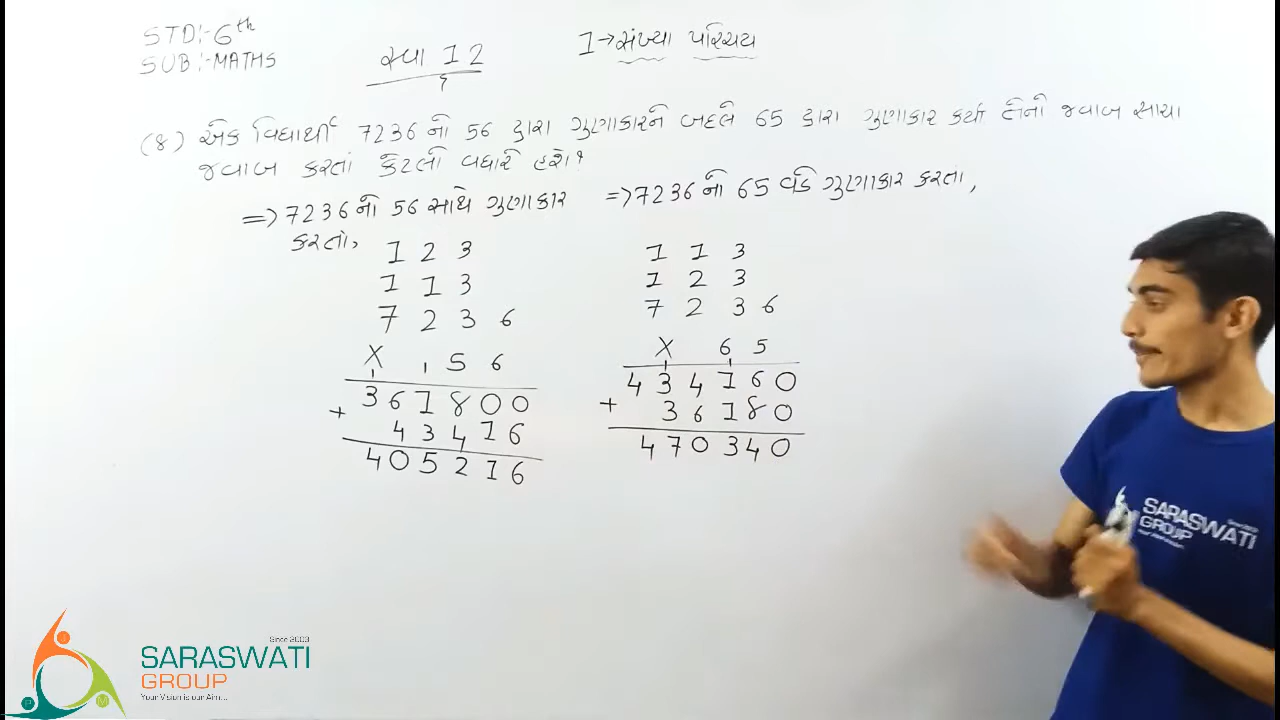 STD:-6th
SUB:-MATHS
સ્વા 12
1→સંખ્યા પરિચય
(૪) એક વિદ્યાર્થી 7236 નો 56 દ્વારા ગુણાકારને બદલે 65 દ્વારા ગુણાકાર કર્યો તેનો જવાબ સાચા
જવાબ કરતાં કેટલો વધારે હશે?
=> 7236 નો 56 સાથે ગુણાકાર
કરતાં,
1 2 3
1 1 3
7 2 3 6
X 1 5 6
3 6 1 8 0 0
+ 4 3 4 1 6
4 0 5 2 1 6
=> 7236 નો 65 વડે ગુણાકાર કરતાં,
1 1 3
1 2 3
7 2 3 6
X 6 5
4 3 4 1 6 0
+ 3 6 1 8 0
4 7 0 3 4 0
SARASWATI
GROUP
Since 2003
SARASWATI
GROUP
Your Vision is our Aim...
P
M